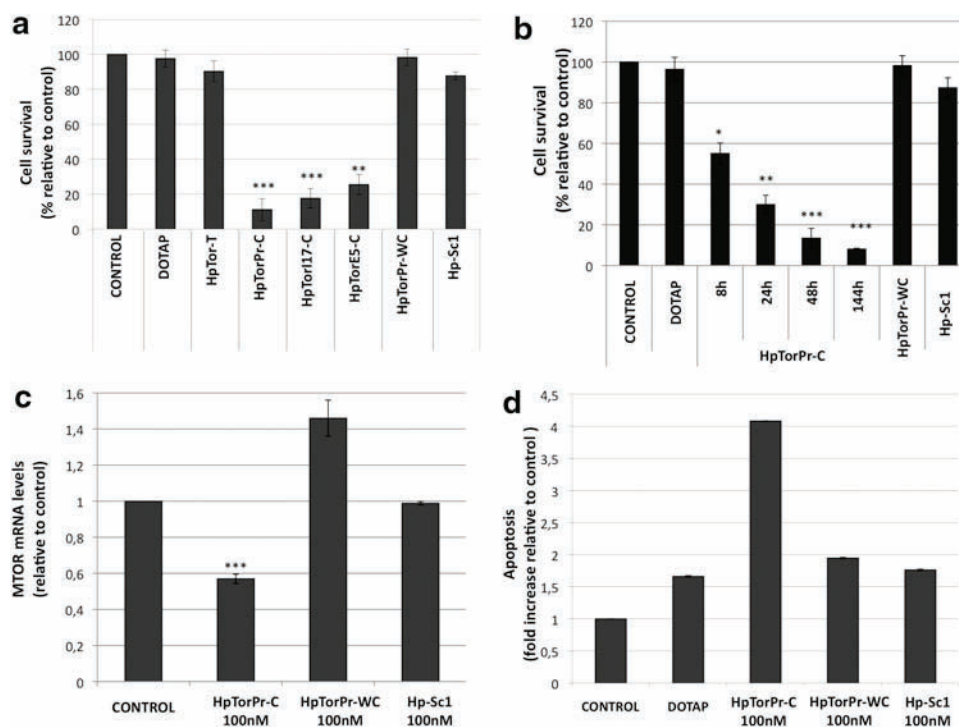 a
120
100
80
60
40
20
0
Cell survival
(% relative to control)
***
***
**
CONTROL
DOTAP
HpTor-T
HpTorPr-C
HpTorI17-C
HpTorE5-C
HpTorPr-WC
Hp-Sc1
b
120
100
80
60
40
20
0
Cell survival
(% relative to control)
*
**
***
***
CONTROL
DOTAP
8h
24h
48h
144h
HpTorPr-WC
Hp-Sc1
HpTorPr-C
c
1,6
1,4
1,2
1
0,8
0,6
0,4
0,2
0
MTOR mRNA levels
(relative to control)
***
CONTROL
HpTorPr-C
100nM
HpTorPr-WC
100nM
Hp-Sc1
100nM
d
4,5
4
3,5
3
2,5
2
1,5
1
0,5
0
Apoptosis
(fold increase relative to control )
CONTROL
DOTAP
HpTorPr-C
100nM
HpTorPr-WC
100nM
Hp-Sc1
100nM